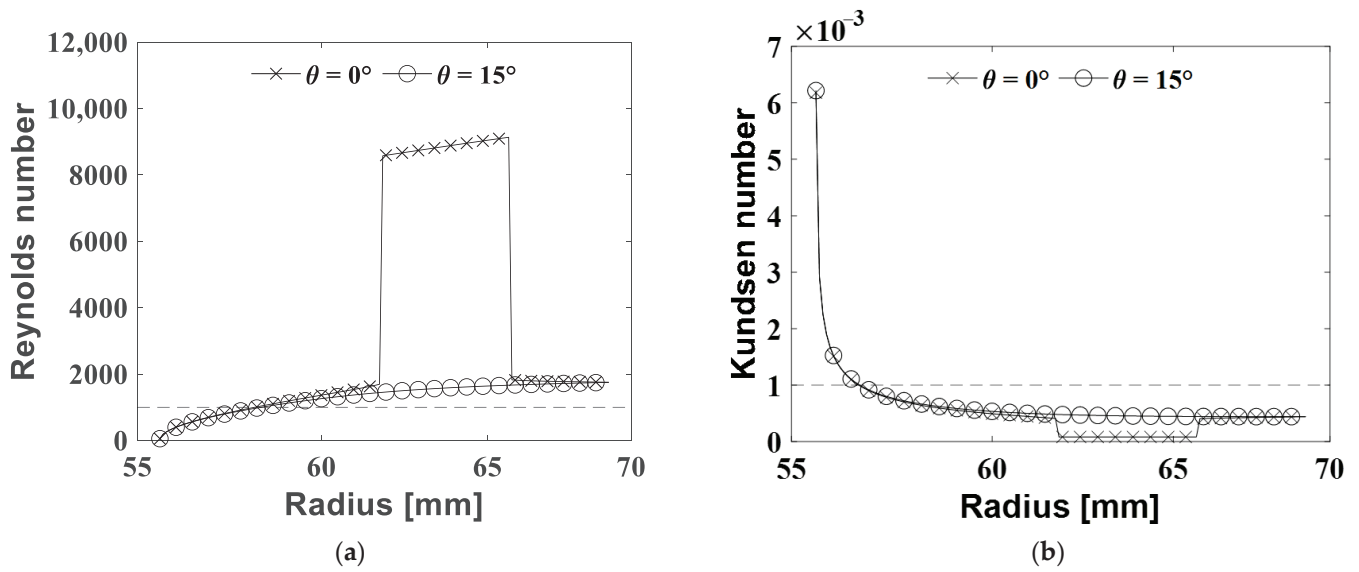 12,000
10,000
8000
6000
4000
2000
0
55
60
65
70
Reynolds number
Radius [mm]
θ = 0°
θ = 15°
(a)
×10⁻³
7
6
5
4
3
2
1
0
55
60
65
70
Kundsen number
Radius [mm]
θ = 0°
θ = 15°
(b)